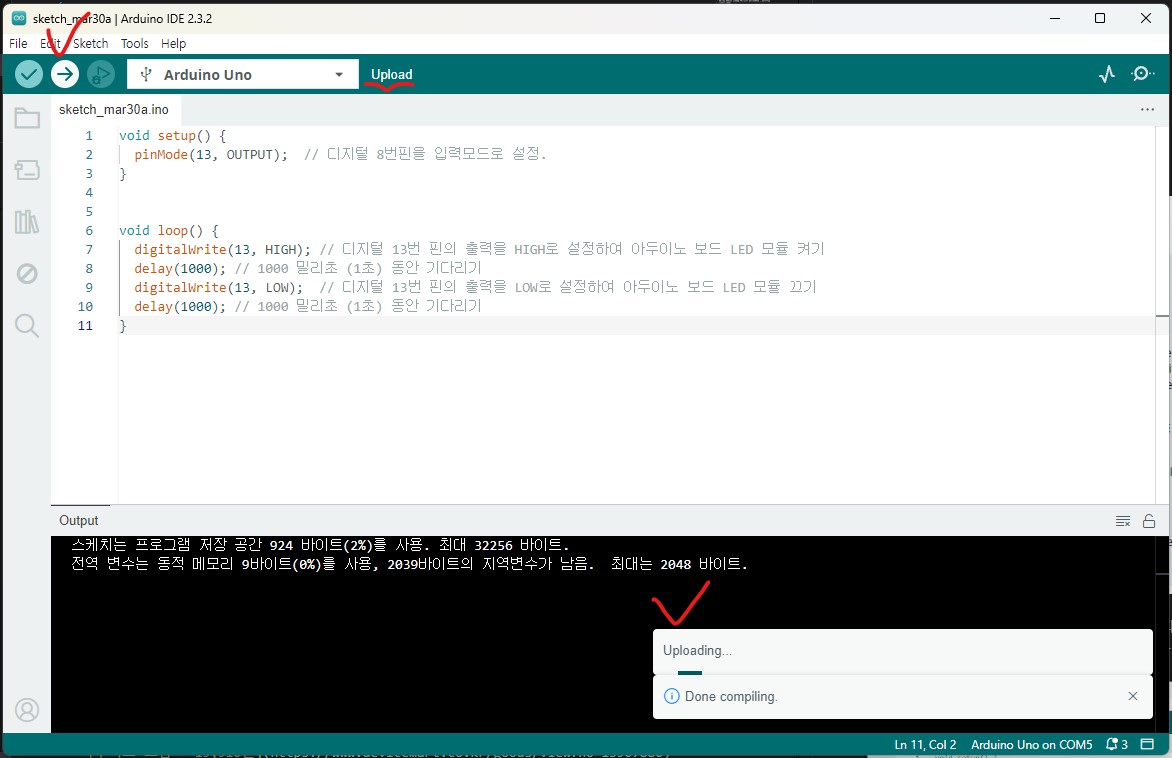 sketch_mar30a | Arduino IDE 2.3.2
File Edit Sketch Tools Help
Arduino Uno
Upload
sketch_mar30a.ino
1 void setup() {
2 pinMode(13, OUTPUT); // 디지털 8번핀을 입력모드로 설정.
3 }
4
5
6 void loop() {
7 digitalWrite(13, HIGH); // 디지털 13번 핀의 출력을 HIGH로 설정하여 아두이노 보드 LED 모듈 켜기
8 delay(1000); // 1000 밀리초 (1초) 동안 기다리기
9 digitalWrite(13, LOW); // 디지털 13번 핀의 출력을 LOW로 설정하여 아두이노 보드 LED 모듈 끄기
10 delay(1000); // 1000 밀리초 (1초) 동안 기다리기
11 }
Output
스케치는 프로그램 저장 공간 924 바이트(2%)를 사용. 최대 32256 바이트.
전역 변수는 동적 메모리 9바이트(0%)를 사용, 2039바이트의 지역변수가 남음. 최대는 2048 바이트.
Uploading...
Done compiling.
Ln 11, Col 2 Arduino Uno on COM5 3